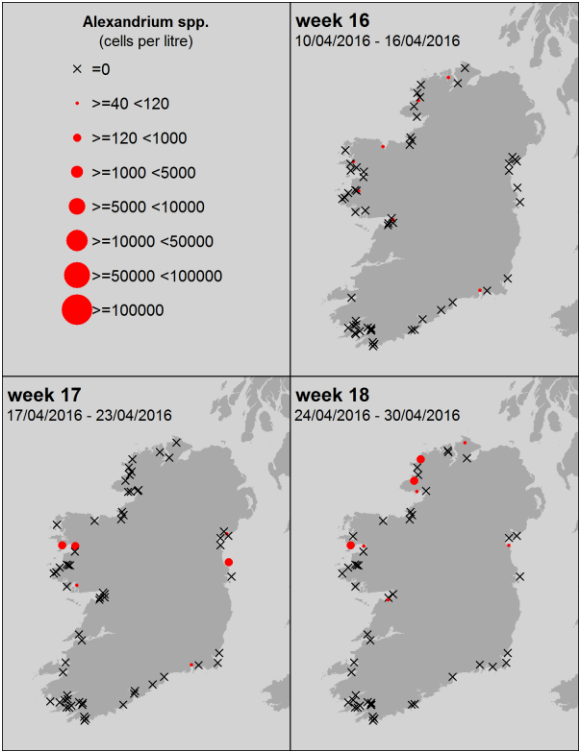 Alexandrium spp.
(cells per litre)
=0
>=40 <120
>=120 <1000
>=1000 <5000
>=5000 <10000
>=10000 <50000
>=50000 <100000
>=100000
week 16
10/04/2016 - 16/04/2016
week 17
17/04/2016 - 23/04/2016
week 18
24/04/2016 - 30/04/2016